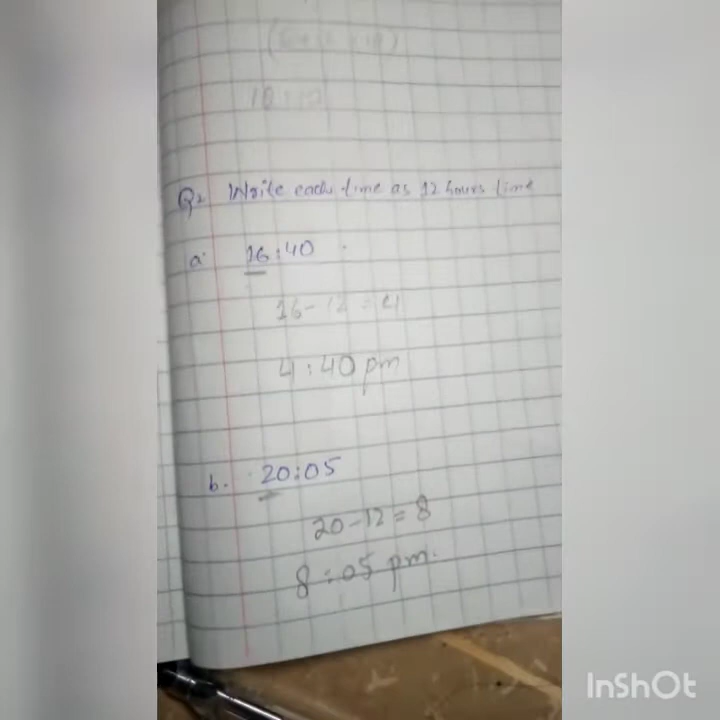 Q2 Write each time as 12 hours time
a. 16:40
16-12 = 4
4:40 pm
b. 20:05
20-12 = 8
8:05 pm.
InShOt